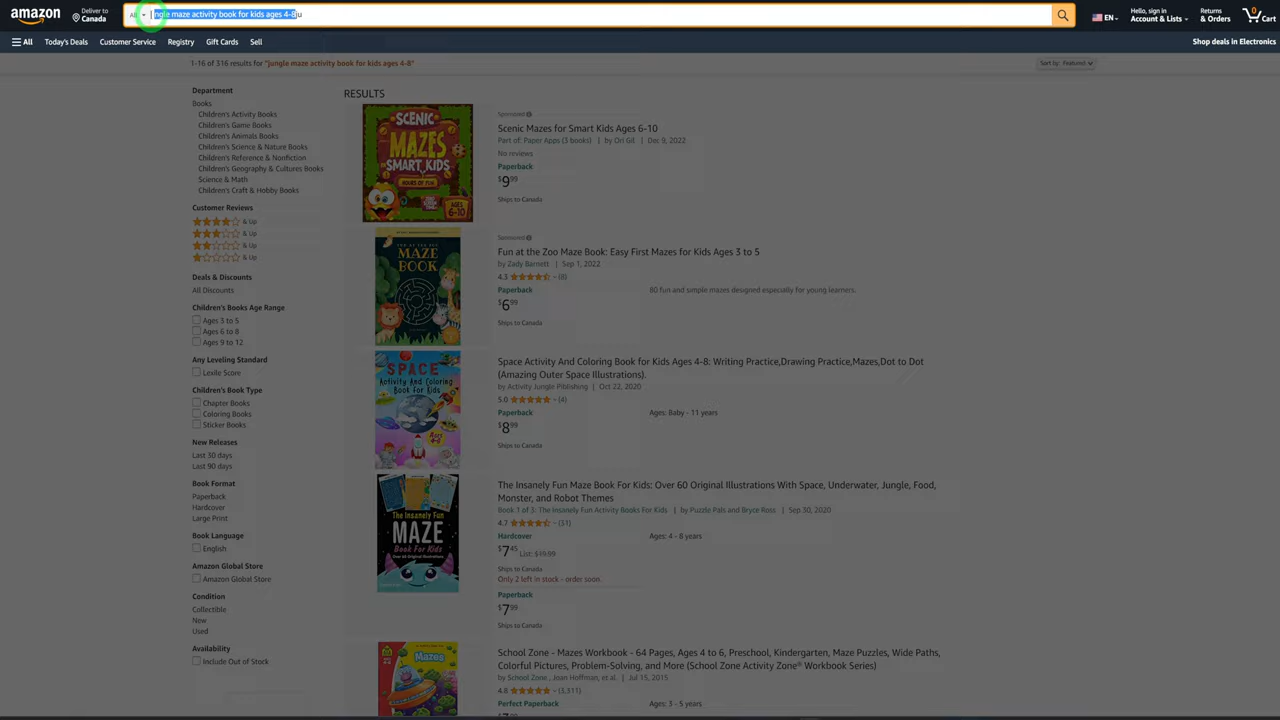 amazon
Deliver to
Canada
All
ngle maze activity book for kids ages 4-8 u
EN
Hello, sign in
Account & Lists
Returns
& Orders
0
Cart
All
Today's Deals
Customer Service
Registry
Gift Cards
Sell
Shop deals in Electronics
1-16 of 316 results for "jungle maze activity book for kids ages 4-8"
Sort by: Featured
Department
Books
Children's Activity Books
Children's Game Books
Children's Animals Books
Children's Science & Nature Books
Children's Reference & Nonfiction
Children's Geography & Cultures Books
Science & Math
Children's Craft & Hobby Books
Customer Reviews
& Up
& Up
& Up
& Up
Deals & Discounts
All Discounts
Children's Books Age Range
Ages 3 to 5
Ages 6 to 8
Ages 9 to 12
Any Leveling Standard
Lexile Score
Children's Book Type
Chapter Books
Coloring Books
Sticker Books
New Releases
Last 30 days
Last 90 days
Book Format
Paperback
Hardcover
Large Print
Book Language
English
Amazon Global Store
Amazon Global Store
Condition
Collectible
New
Used
Availability
Include Out of Stock
RESULTS
SCENIC
MAZES
SMART KIDS
HOURS OF FUN
AGES
6-10
Sponsored
Scenic Mazes for Smart Kids Ages 6-10
Part of: Paper Apps (3 books) | by Ori Gil | Dec 9, 2022
No reviews
Paperback
$9.99
Ships to Canada
FUN AT THE ZOO
MAZE
BOOK
Sponsored
Fun at the Zoo Maze Book: Easy First Mazes for Kids Ages 3 to 5
by Zady Barnett | Sep 1, 2022
4.3 (8)
Paperback
$6.99
80 fun and simple mazes designed especially for young learners.
Ships to Canada
SPACE
Activity And Coloring
Book For Kids
Space Activity And Coloring Book for Kids Ages 4-8: Writing Practice,Drawing Practice,Mazes,Dot to Dot
(Amazing Outer Space Illustrations).
by Activity Jungle Piblishing | Oct 22, 2020
5.0 (4)
Paperback
Ages: Baby - 11 years
$8.99
Ships to Canada
The Insanely Fun
MAZE
Book For Kids
The Insanely Fun Maze Book For Kids: Over 60 Original Illustrations With Space, Underwater, Jungle, Food,
Monster, and Robot Themes
Book 1 of 3: The Insanely Fun Activity Books For Kids | by Puzzle Pals and Bryce Ross | Sep 30, 2020
4.7 (31)
Hardcover
Ages: 4 - 6 years
$7.45 List: $19.99
Ships to Canada
Only 2 left in stock - order soon.
Paperback
$7.99
Ships to Canada
Mazes
School Zone - Mazes Workbook - 64 Pages, Ages 4 to 6, Preschool, Kindergarten, Maze Puzzles, Wide Paths,
Colorful Pictures, Problem-Solving, and More (School Zone Activity Zone® Workbook Series)
by School Zone, Joan Hoffman, et al. | Jul 15, 2015
4.8 (3,311)
Perfect Paperback
Ages: 3 - 5 years